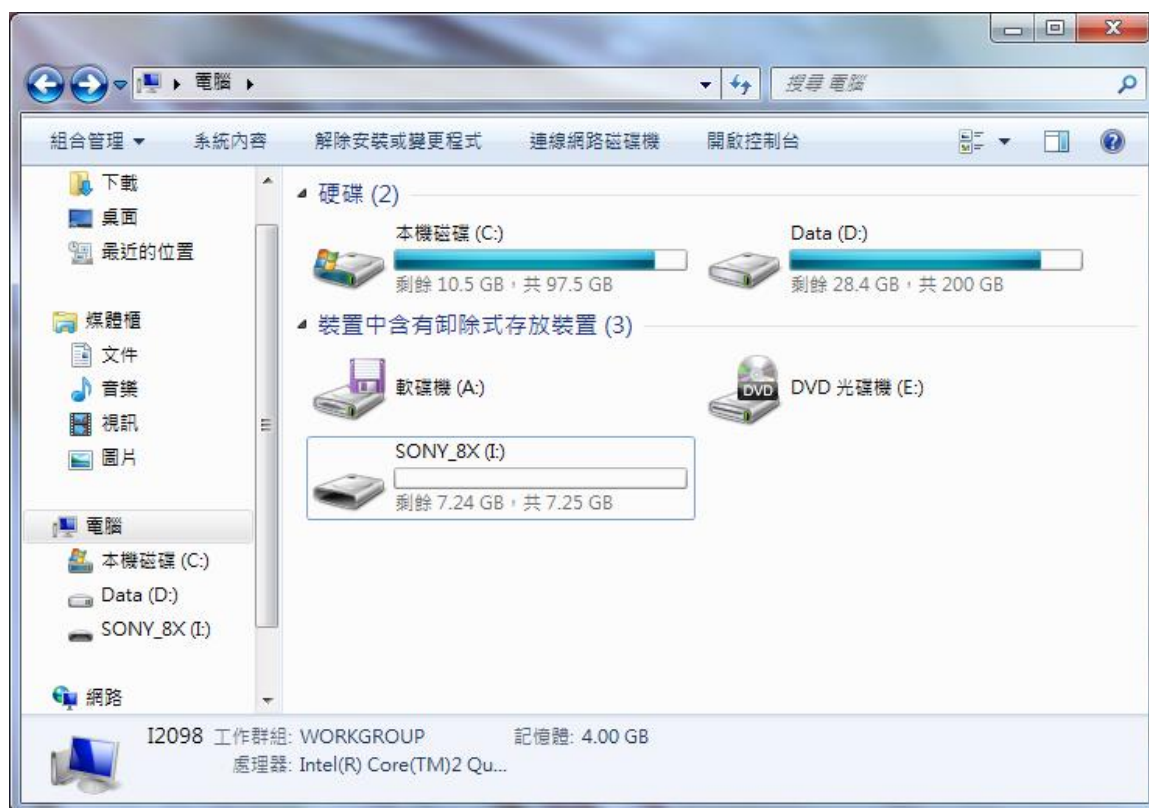 電腦
搜尋 電腦
組合管理 系統內容 解除安裝或變更程式 連線網路磁碟機 開啟控制台
下載
桌面
最近的位置
媒體櫃
文件
音樂
視訊
圖片
電腦
本機磁碟 (C:)
Data (D:)
SONY_8X (I:)
網路
硬碟 (2)
本機磁碟 (C:)
剩餘 10.5 GB，共 97.5 GB
Data (D:)
剩餘 28.4 GB，共 200 GB
裝置中含有卸除式存放裝置 (3)
軟碟機 (A:)
DVD
DVD 光碟機 (E:)
SONY_8X (I:)
剩餘 7.24 GB，共 7.25 GB
I2098 工作群組: WORKGROUP 記憶體: 4.00 GB
處理器: Intel(R) Core(TM)2 Qu...